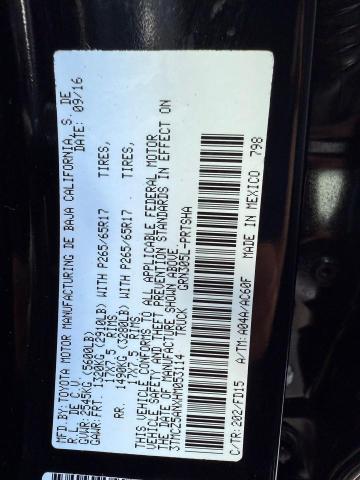 MFD.BY:TOYOTA MOTOR MANUFACTURING DE BAJA CALIFORNIA, S. DE
R.L. DE C.V. DATE: 09/16
GVWR: 2545KG (5600LB)
GAWR:FRT. 1320KG (2910LB) WITH P265/65R17 TIRES,
17X7.5 RIMS
RR. 1490KG (3280LB) WITH P265/65R17 TIRES,
17X7.5 RIMS
THIS VEHICLE CONFORMS TO ALL APPLICABLE FEDERAL MOTOR
VEHICLE SAFETY AND THEFT PREVENTION STANDARDS IN EFFECT ON
THE DATE OF MANUFACTURE SHOWN ABOVE.
3TMCZ5ANXHM053114 TRUCK GRN305L-PRTSHA
C/TR:202/FD15 A/TM:A04A/AC60F MADE IN MEXICO 798